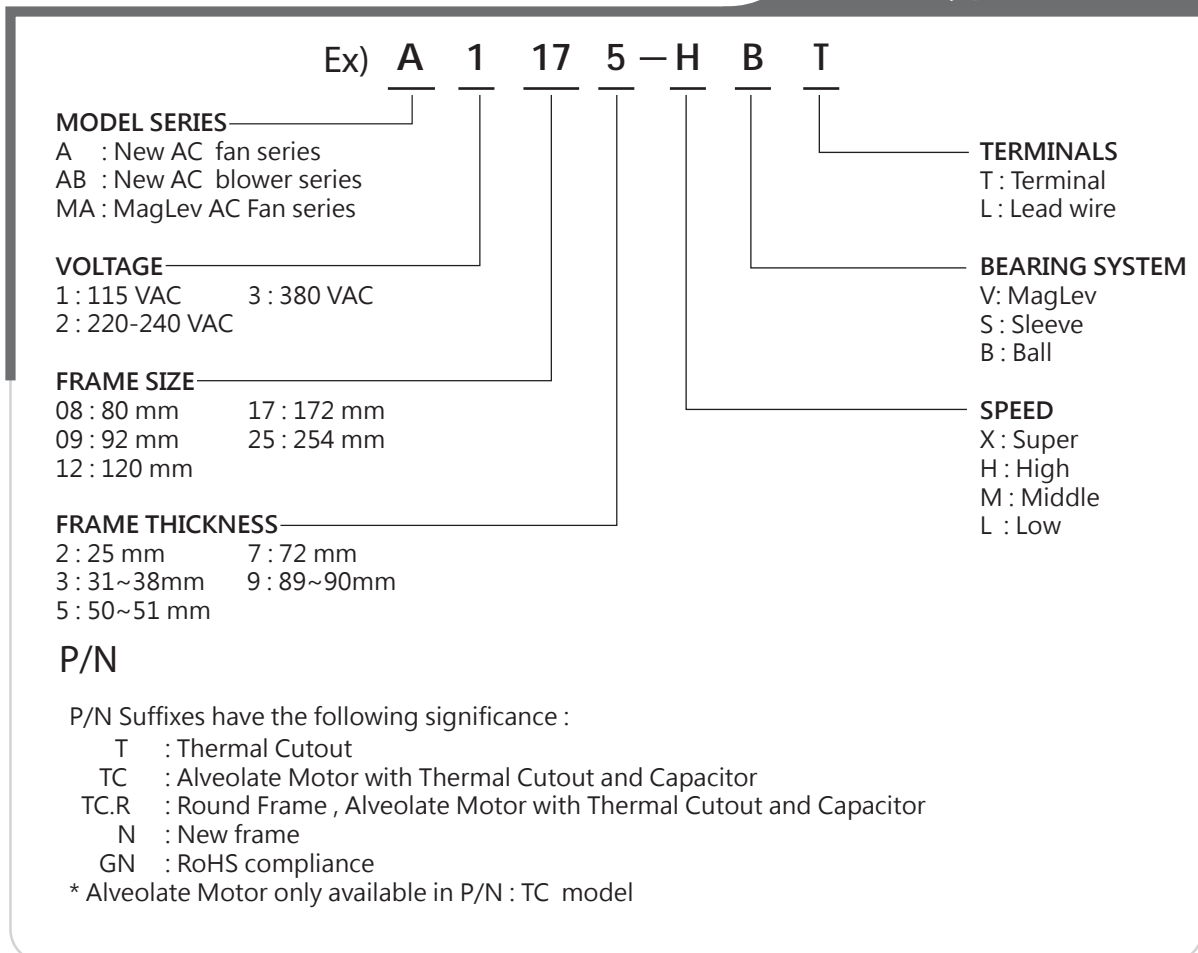 Ex) A 1 17 5 — H B T
MODEL SERIES
A : New AC fan series
AB : New AC blower series
MA : MagLev AC Fan series
VOLTAGE
1 : 115 VAC 3 : 380 VAC
2 : 220-240 VAC
FRAME SIZE
08 : 80 mm 17 : 172 mm
09 : 92 mm 25 : 254 mm
12 : 120 mm
FRAME THICKNESS
2 : 25 mm 7 : 72 mm
3 : 31~38mm 9 : 89~90mm
5 : 50~51 mm
TERMINALS
T : Terminal
L : Lead wire
BEARING SYSTEM
V: MagLev
S : Sleeve
B : Ball
SPEED
X : Super
H : High
M : Middle
L : Low
P/N
P/N Suffixes have the following significance :
T : Thermal Cutout
TC : Alveolate Motor with Thermal Cutout and Capacitor
TC.R : Round Frame , Alveolate Motor with Thermal Cutout and Capacitor
N : New frame
GN : RoHS compliance
* Alveolate Motor only available in P/N : TC model